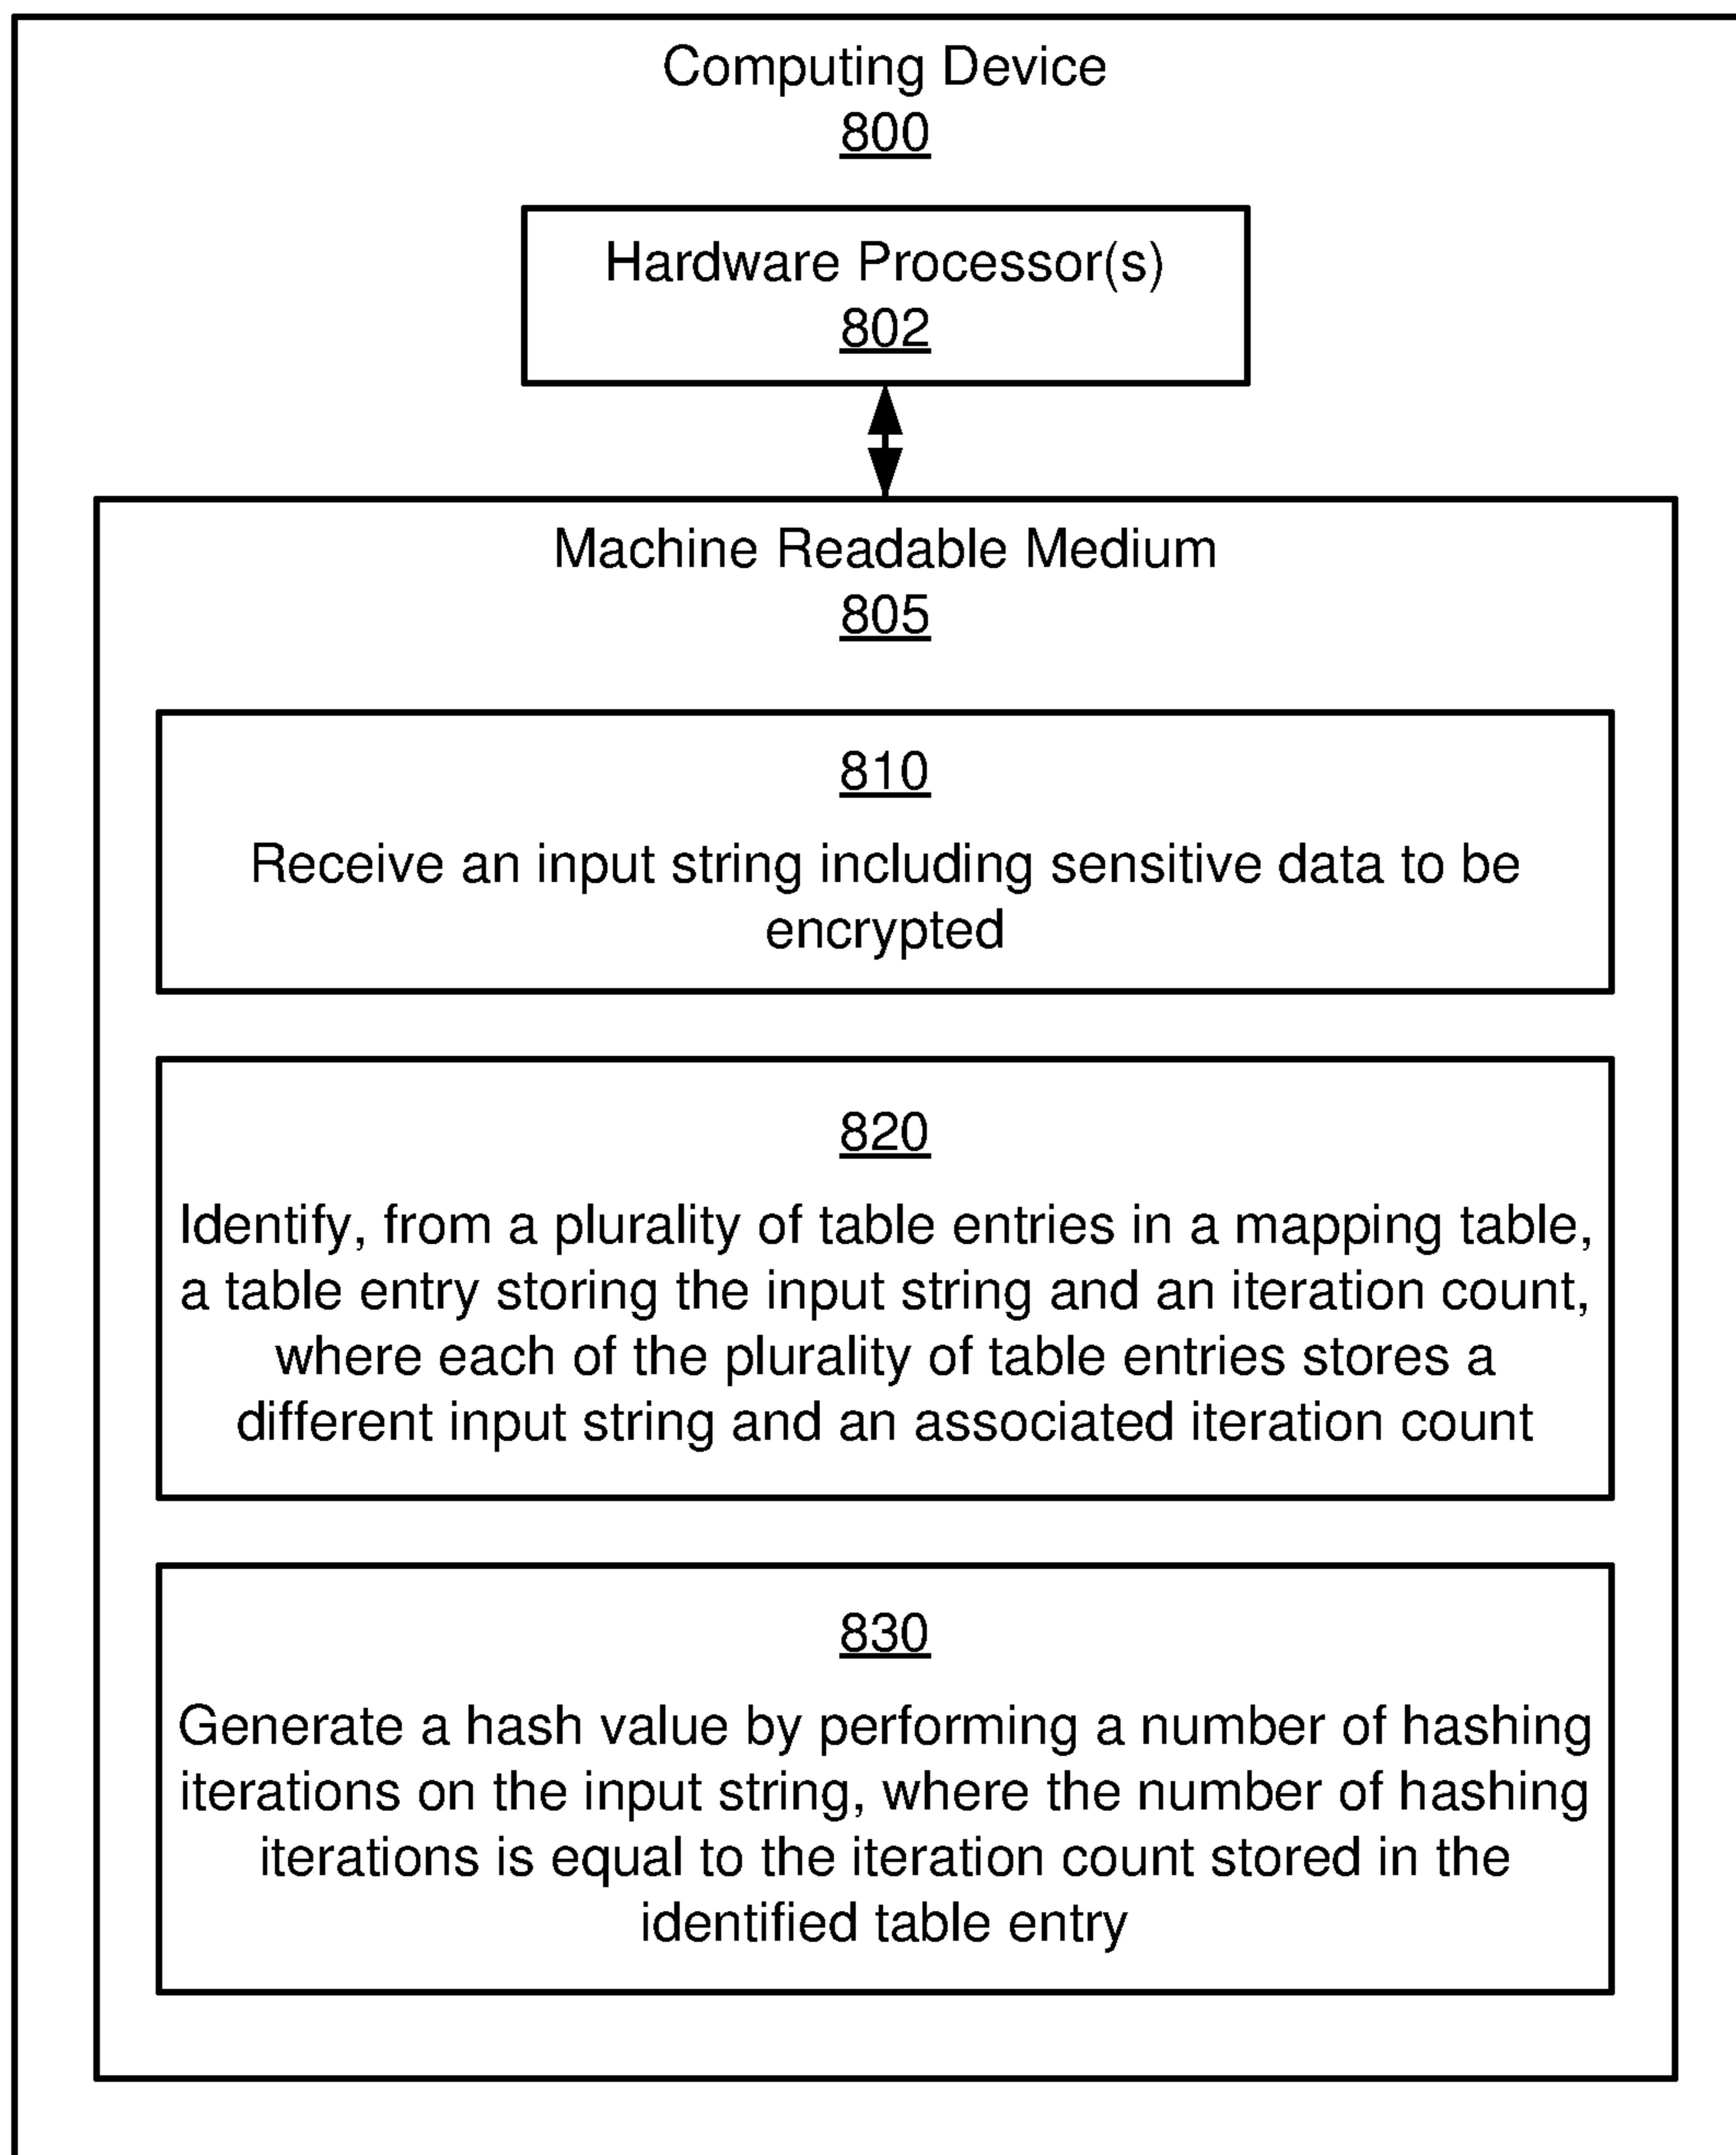 Computing Device
800
Hardware Processor(s)
802
Machine Readable Medium
805
810
Receive an input string including sensitive data to be
encrypted
820
Identify, from a plurality of table entries in a mapping table,
a table entry storing the input string and an iteration count,
where each of the plurality of table entries stores a
different input string and an associated iteration count
830
Generate a hash value by performing a number of hashing
iterations on the input string, where the number of hashing
iterations is equal to the iteration count stored in the
identified table entry